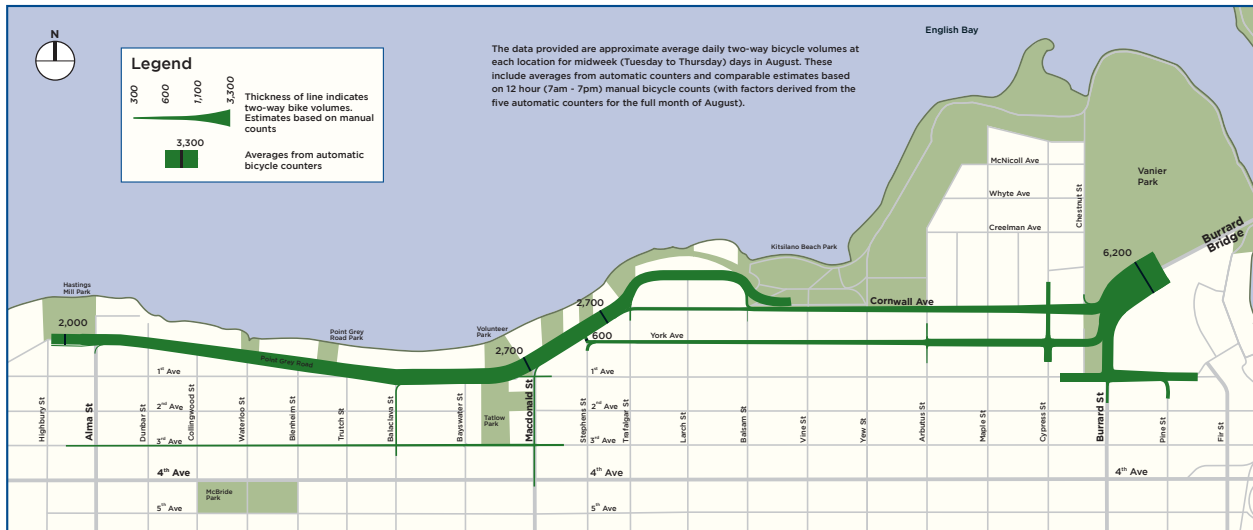 N
Legend
300
600
1,100
3,300
Thickness of line indicates
two-way bike volumes.
Estimates based on manual
counts
3,300
Averages from automatic
bicycle counters
The data provided are approximate average daily two-way bicycle volumes at
each location for midweek (Tuesday to Thursday) days in August. These
include averages from automatic counters and comparable estimates based
on 12 hour (7am - 7pm) manual bicycle counts (with factors derived from the
five automatic counters for the full month of August).
English Bay
McNicoll Ave
Whyte Ave
Creelman Ave
Chestnut St
Vanier
Park
Burrard
Bridge
6,200
Kitsilano Beach Park
Cornwall Ave
Hastings
Mill Park
2,000
Point Grey
Road Park
Point Grey Road
Volunteer
Park
2,700
2,700
600
York Ave
1st Ave
1st Ave
2nd Ave
2nd Ave
3rd Ave
3rd Ave
Highbury St
Alma St
Dunbar St
Collingwood St
Waterloo St
Blenheim St
Trutch St
Balaclava St
Bayswater St
Tatlow
Park
Macdonald St
Stephens St
Trafalgar St
Larch St
Balsam St
Vine St
Yew St
Arbutus St
Maple St
Cypress St
Burrard St
Pine St
Fir St
4th Ave
4th Ave
4th Ave
McBride
Park
5th Ave
5th Ave